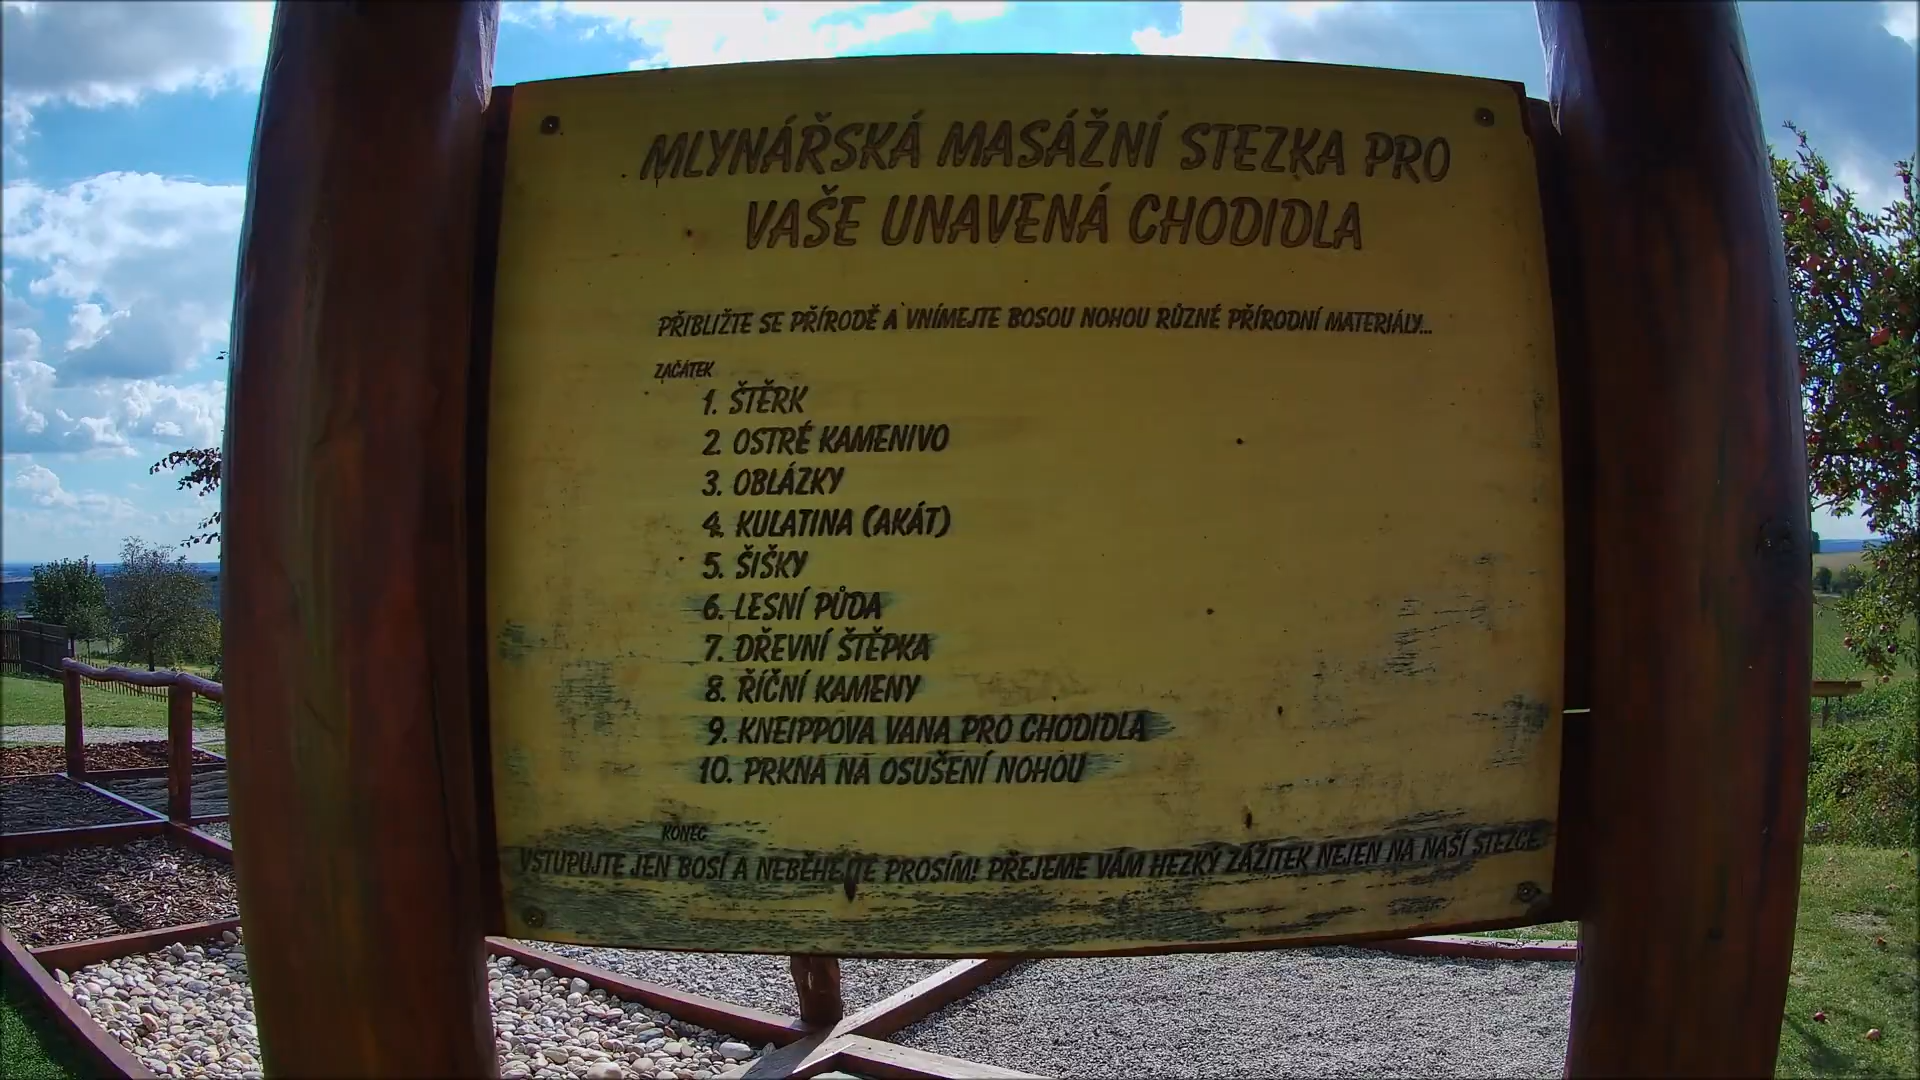 MLYNÁŘSKÁ MASÁŽNÍ STEZKA PRO
VAŠE UNAVENÁ CHODIDLA
PŘIBLIŽTE SE PŘÍRODĚ A VNÍMEJTE BOSOU NOHOU RŮZNÉ PŘÍRODNÍ MATERIÁLY...
ZAČÁTEK
1. ŠTĚRK
2. OSTRÉ KAMENIVO
3. OBLÁZKY
4. KULATINA (AKÁT)
5. ŠIŠKY
6. LESNÍ PŮDA
7. DŘEVNÍ ŠTĚPKA
8. ŘÍČNÍ KAMENY
9. KNEIPPOVA VANA PRO CHODIDLA
10. PRKNA NA OSUŠENÍ NOHOU
KONEC
VSTUPUJTE JEN BOSÍ A NEBĚHEJTE PROSÍM! PŘEJEME VÁM HEZKÝ ZÁŽITEK NEJEN NA NAŠÍ STEZCE.